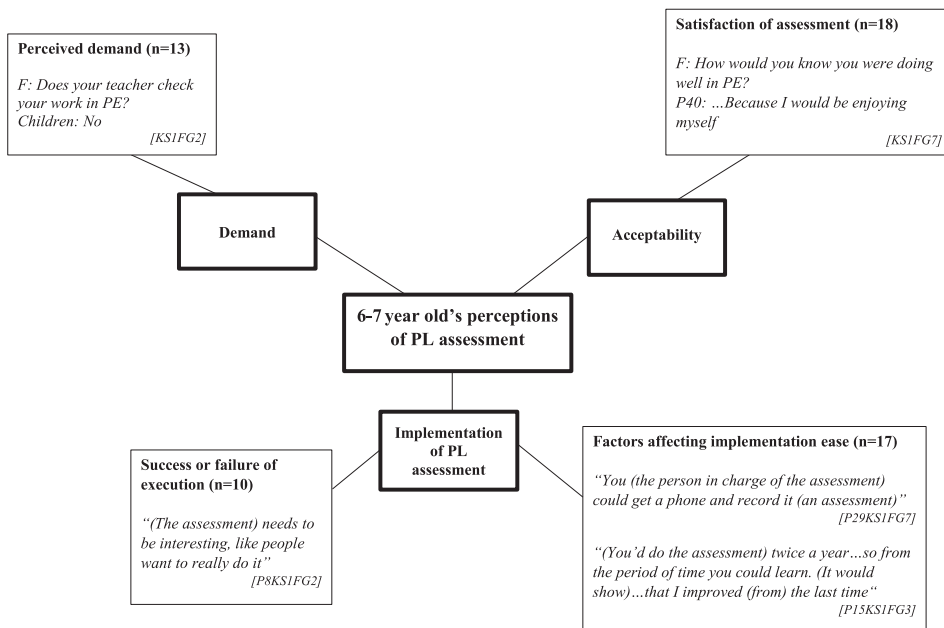 Perceived demand (n=13)
F: Does your teacher check
your work in PE?
Children: No
[KS1FG2]
Satisfaction of assessment (n=18)
F: How would you know you were doing
well in PE?
P40: …Because I would be enjoying
myself
[KS1FG7]
Demand
Acceptability
6-7 year old’s perceptions
of PL assessment
Implementation
of PL
assessment
Success or failure of
execution (n=10)
“(The assessment) needs to
be interesting, like people
want to really do it”
[P8KS1FG2]
Factors affecting implementation ease (n=17)
“You (the person in charge of the assessment)
could get a phone and record it (an assessment)”
[P29KS1FG7]
“(You’d do the assessment) twice a year…so from
the period of time you could learn. (It would
show)…that I improved (from) the last time“
[P15KS1FG3]